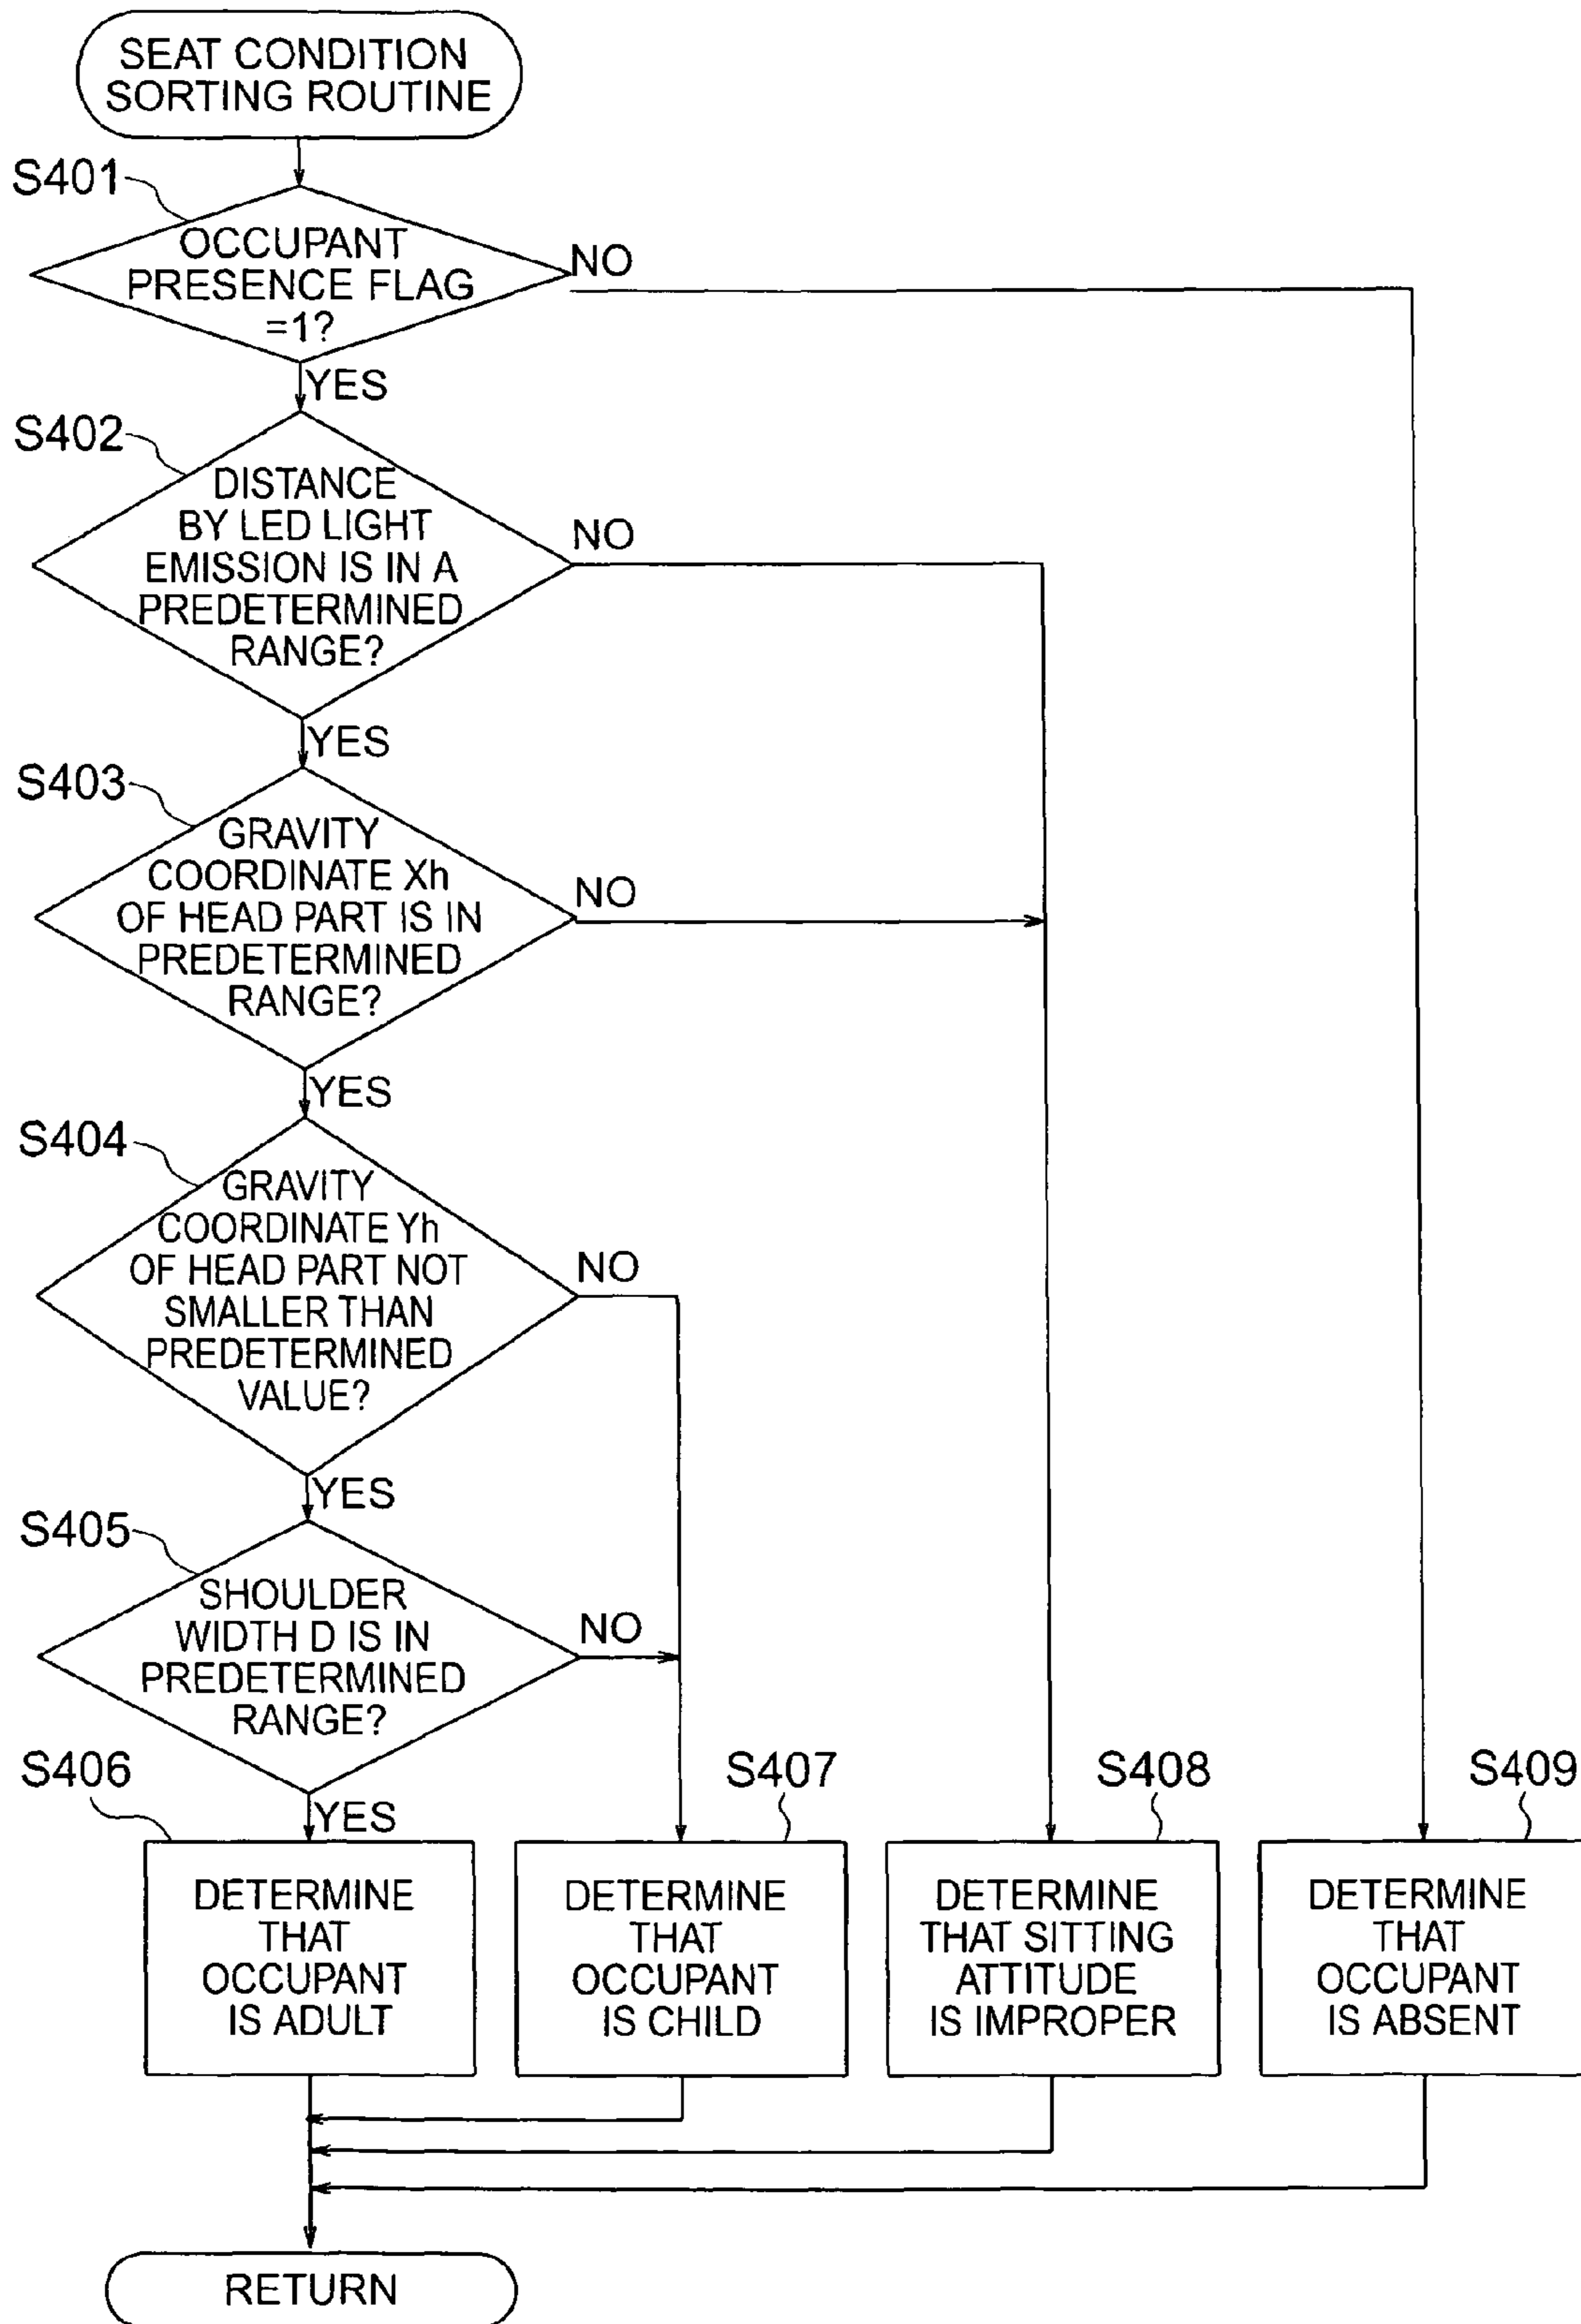 SEAT CONDITION
SORTING ROUTINE
S401
OCCUPANT
PRESENCE FLAG
=1?
NO
YES
S402
DISTANCE
BY LED LIGHT
EMISSION IS IN A
PREDETERMINED
RANGE?
NO
YES
S403
GRAVITY
COORDINATE Xh
OF HEAD PART IS IN
PREDETERMINED
RANGE?
NO
YES
S404
GRAVITY
COORDINATE Yh
OF HEAD PART NOT
SMALLER THAN
PREDETERMINED
VALUE?
NO
YES
S405
SHOULDER
WIDTH D IS IN
PREDETERMINED
RANGE?
NO
YES
S406
DETERMINE
THAT
OCCUPANT
IS ADULT
S407
DETERMINE
THAT
OCCUPANT
IS CHILD
S408
DETERMINE
THAT SITTING
ATTITUDE
IS IMPROPER
S409
DETERMINE
THAT
OCCUPANT
IS ABSENT
RETURN